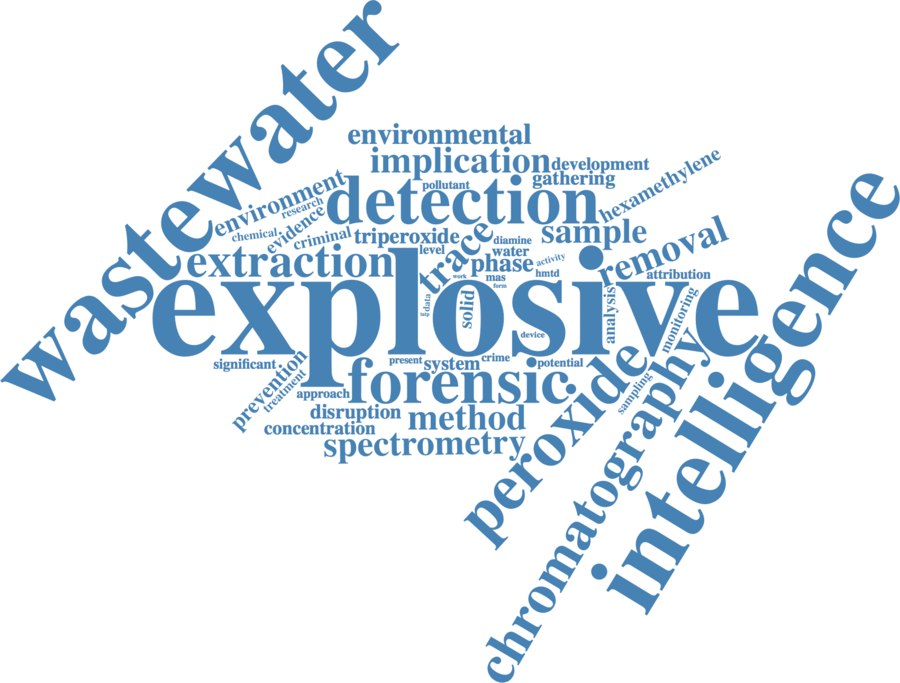 wastewater
environmental
implication
development
gathering
hexamethylene
pollutant
detection
environment
research
chemical
evidence
criminal
triperoxide
trace
level
diamine
water
sample
extraction
phase
activity
hmtd
removal
attribution
work
mas
form
explosive
data
solid
device
analysis
monitoring
intelligence
significant
prevention
treatment
present
system
crime
potential
approach
forensic
peroxide
sampling
chromatography
disruption
method
concentration
spectrometry